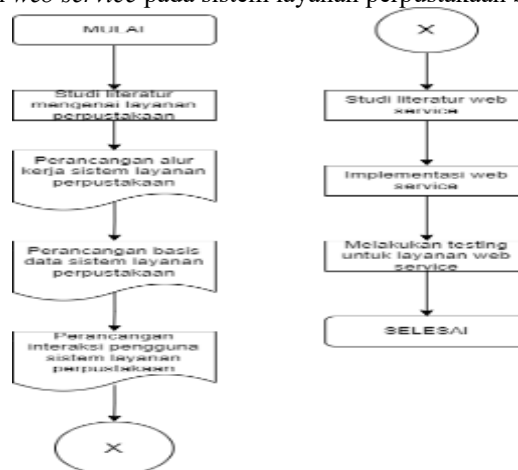 web service pada sistem layanan perpustakaan
MULAI
Studi literatur
mengenai layanan
perpustakaan
Perancangan alur
kerja sistem layanan
perpustakaan
Perancangan basis
data sistem layanan
perpustakaan
Perancangan
interaksi pengguna
sistem layanan
perpustakaan
X
X
Studi literatur web
service
Implementasi web
service
Melakukan testing
untuk layanan web
service
SELESAI